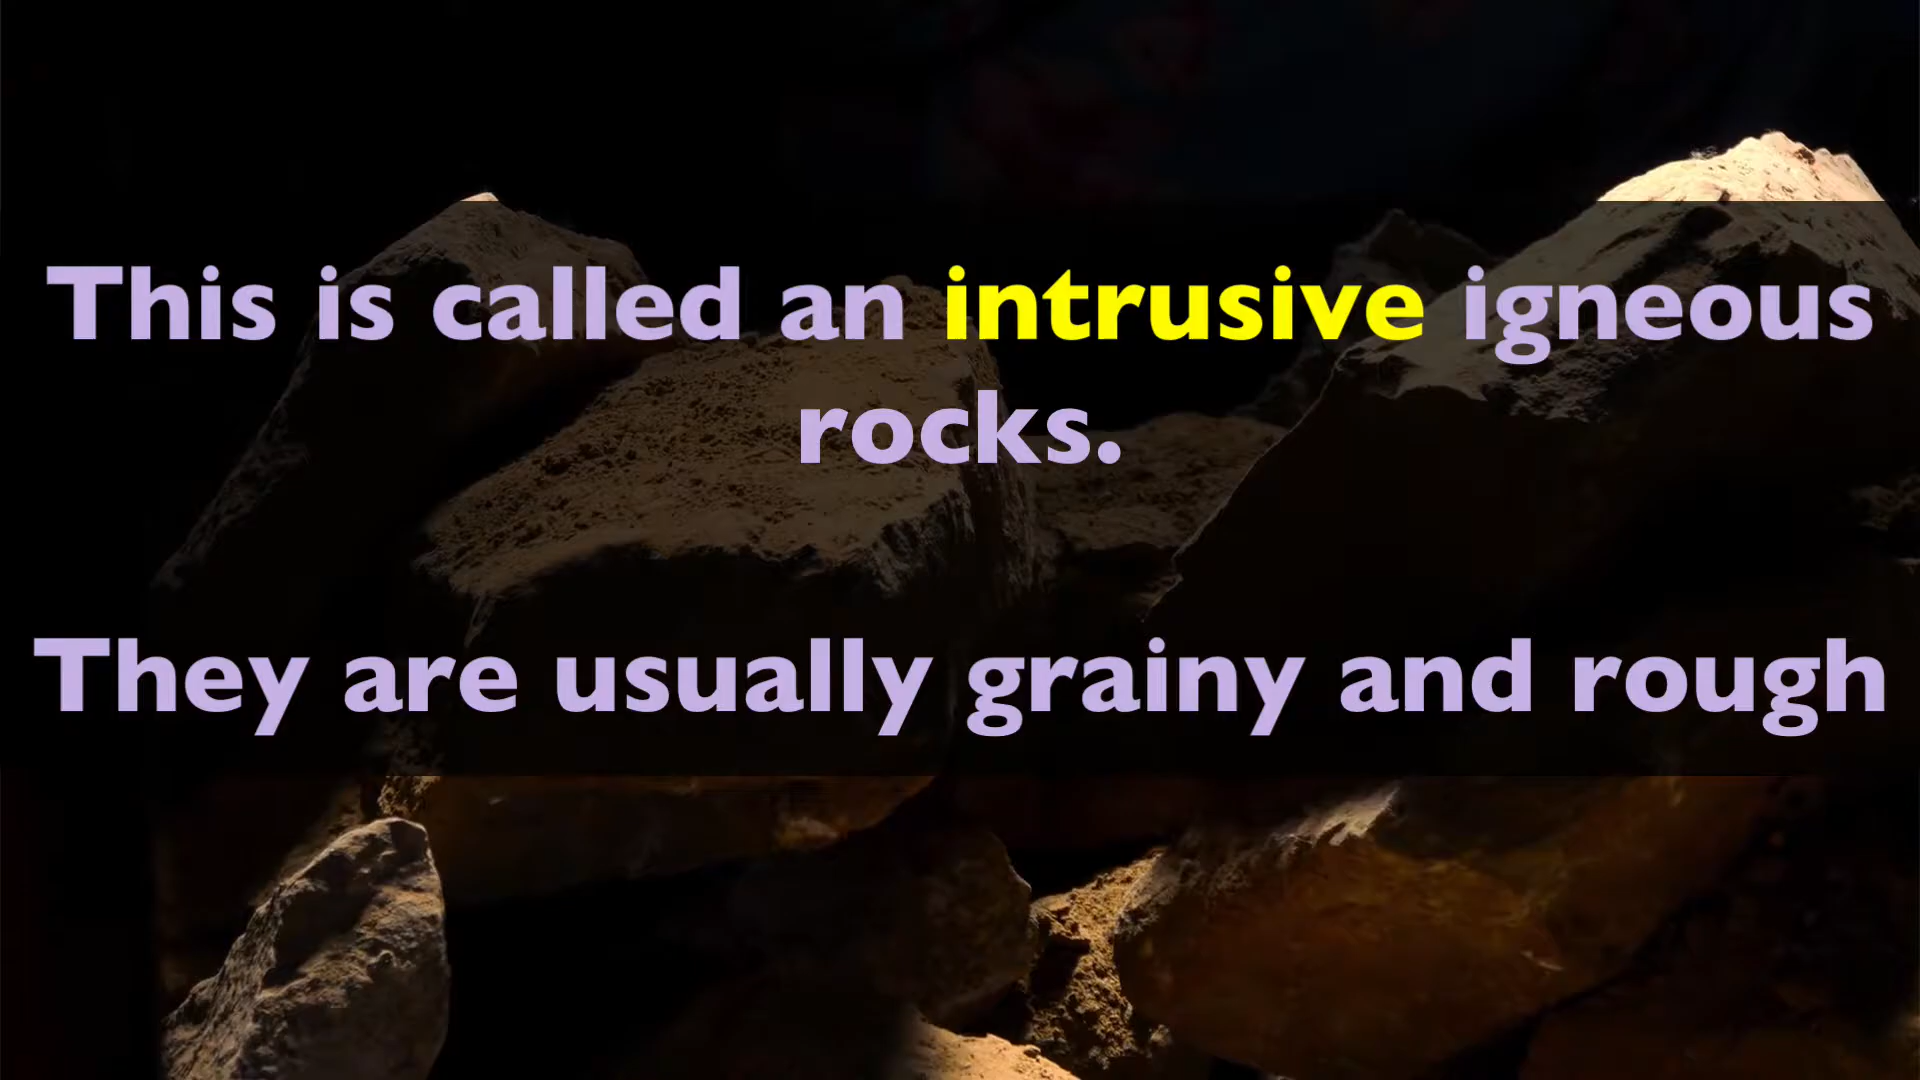 This is called an intrusive igneous
rocks.
They are usually grainy and rough